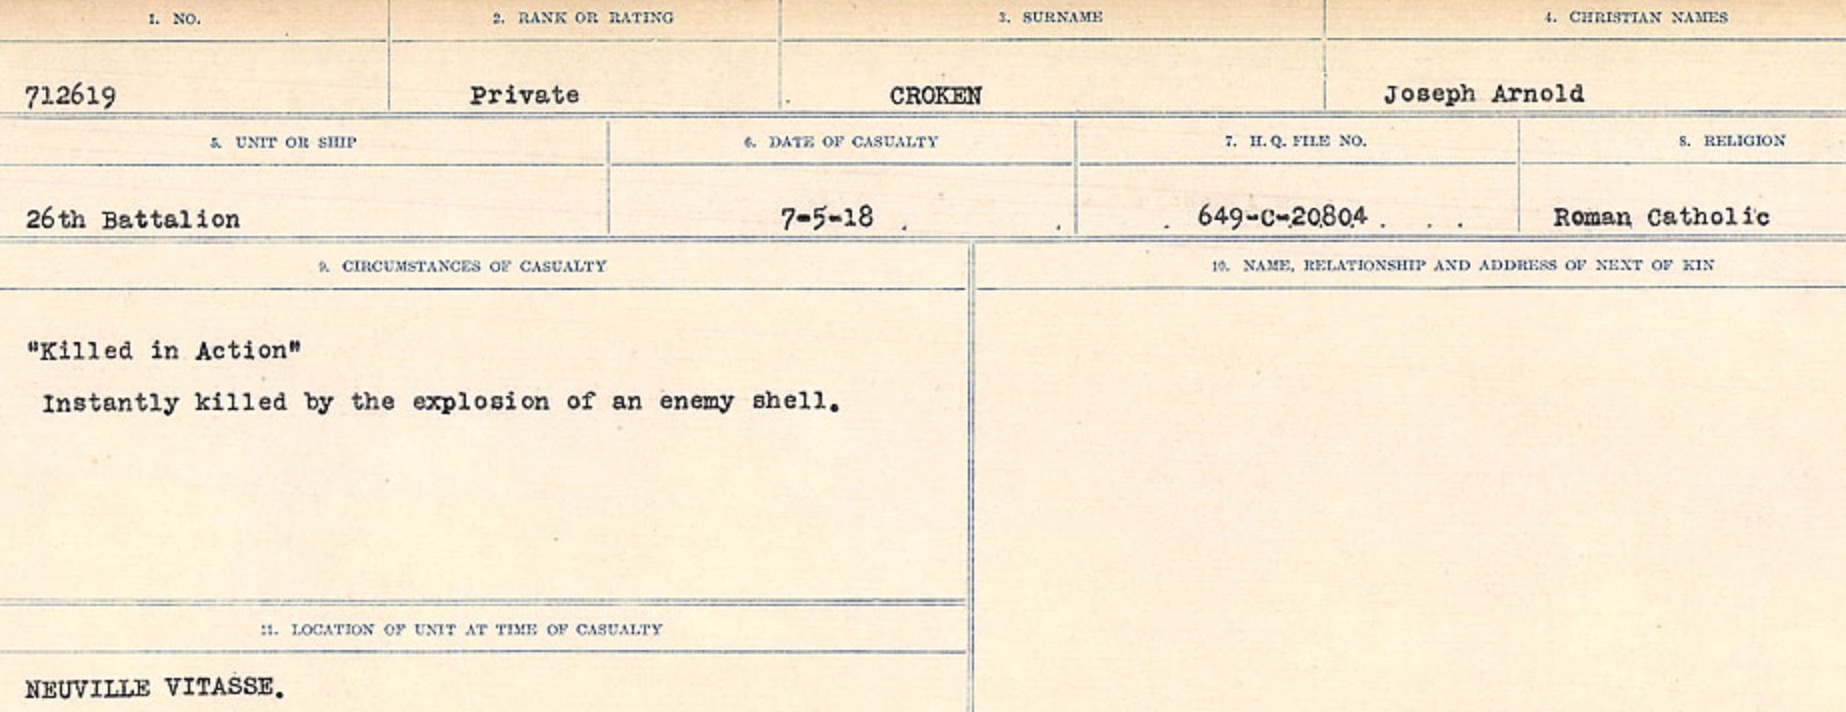 1. NO. 2. RANK OR RATING 3. SURNAME 4. CHRISTIAN NAMES
712619 Private CROKEN Joseph Arnold
5. UNIT OR SHIP 6. DATE OF CASUALTY 7. H.Q. FILE NO. 8. RELIGION
26th Battalion 7-5-18 649-C-20804 Roman Catholic
9. CIRCUMSTANCES OF CASUALTY 10. NAME, RELATIONSHIP AND ADDRESS OF NEXT OF KIN
"Killed in Action"
Instantly killed by the explosion of an enemy shell.
11. LOCATION OF UNIT AT TIME OF CASUALTY
NEUVILLE VITASSE.